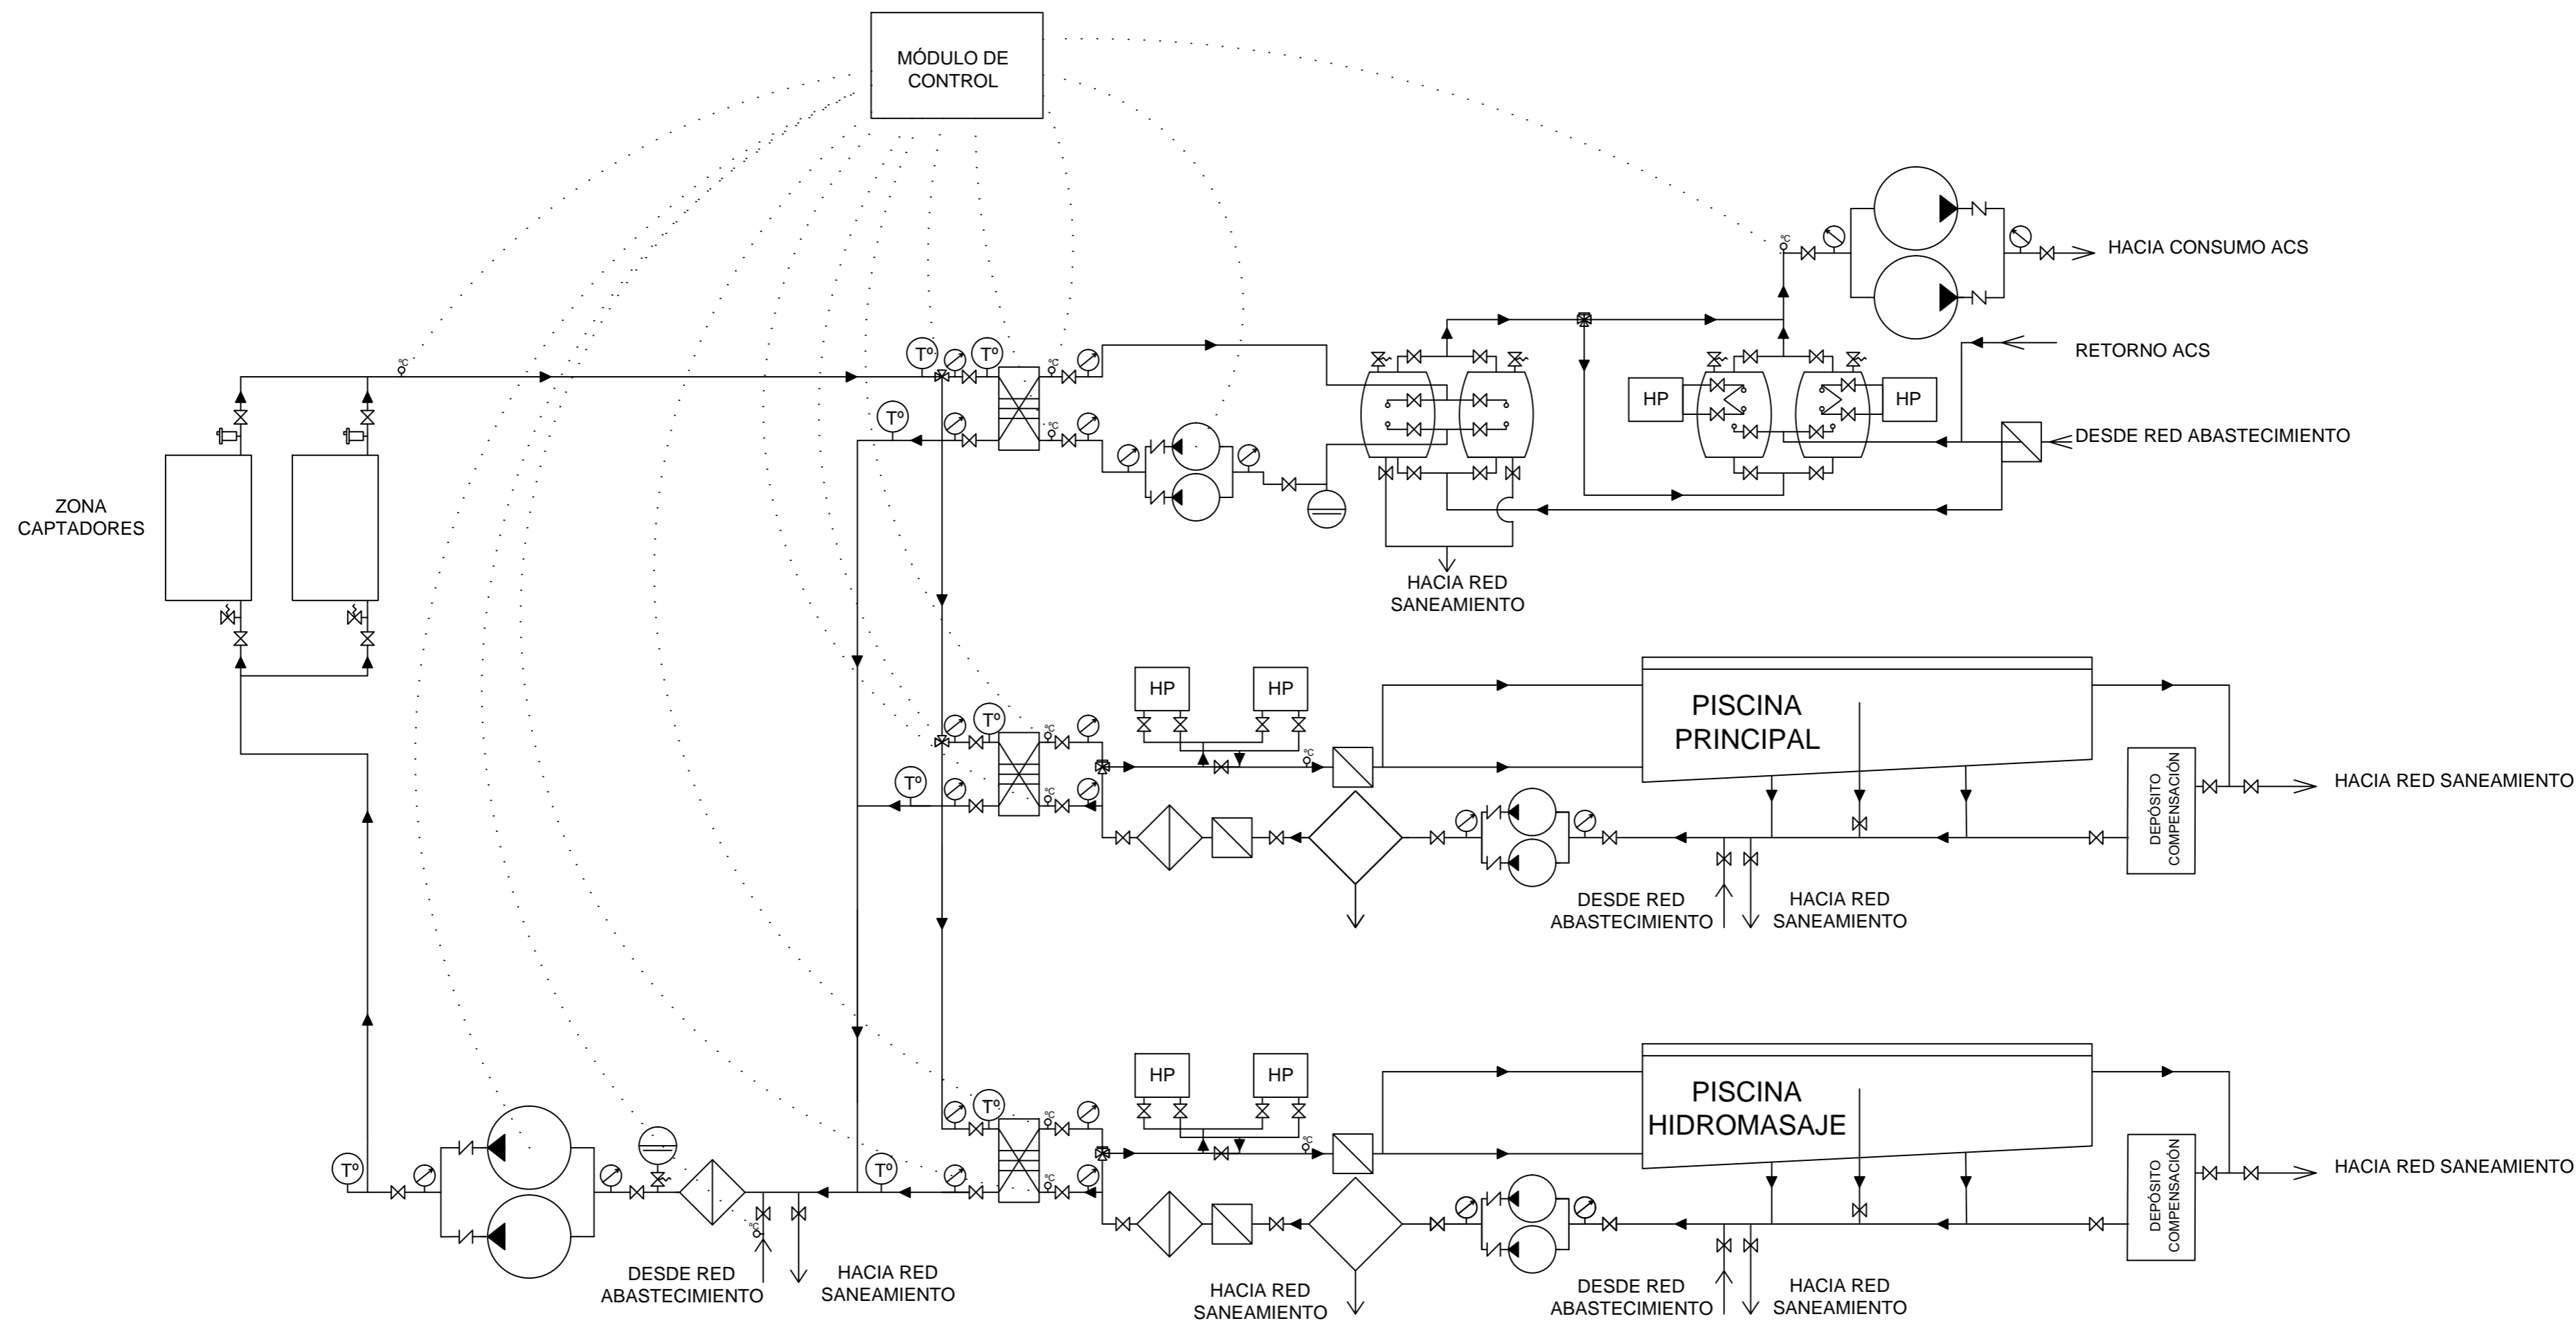 MÓDULO DE
CONTROL
°C
HACIA CONSUMO ACS
RETORNO ACS
°C
Tº
Tº
°C
HP
HP
Tº
°C
DESDE RED ABASTECIMIENTO
ZONA
CAPTADORES
HACIA RED
SANEAMIENTO
HP
HP
PISCINA
PRINCIPAL
Tº
°C
°C
Tº
°C
DEPÓSITO
COMPENSACIÓN
HACIA RED SANEAMIENTO
DESDE RED
ABASTECIMIENTO
HACIA RED
SANEAMIENTO
HP
HP
PISCINA
HIDROMASAJE
Tº
°C
°C
Tº
Tº
°C
°C
DEPÓSITO
COMPENSACIÓN
HACIA RED SANEAMIENTO
DESDE RED
ABASTECIMIENTO
HACIA RED
SANEAMIENTO
HACIA RED
SANEAMIENTO
DESDE RED
ABASTECIMIENTO
HACIA RED
SANEAMIENTO